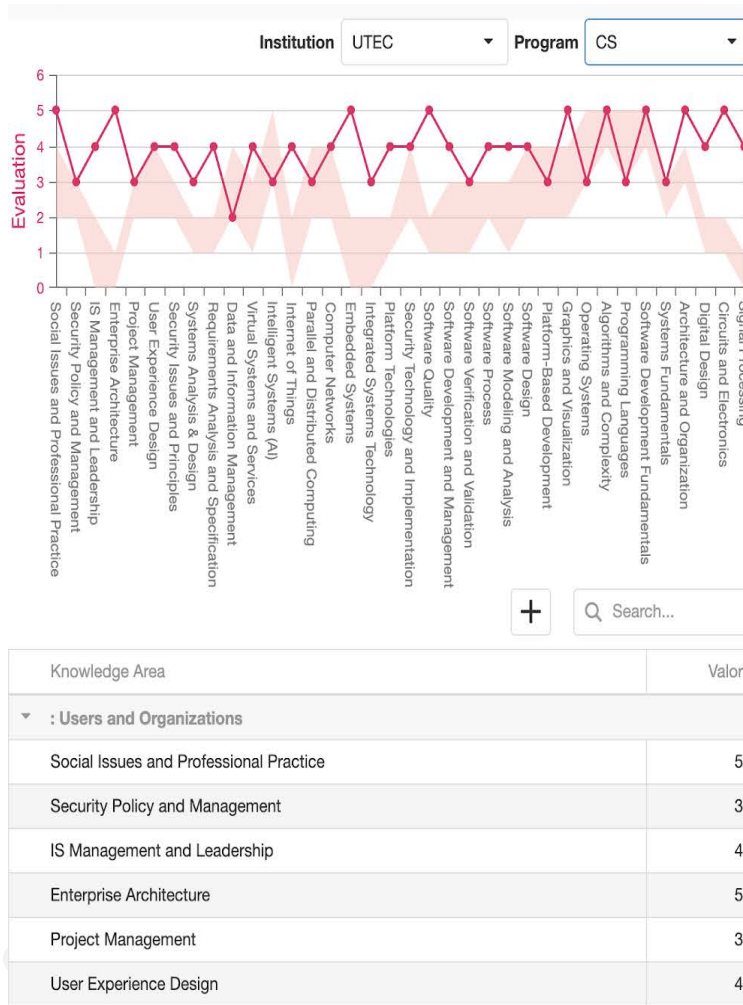 Institution UTEC Program CS
6
5
4
3
2
1
0
Evaluation
Social Issues and Professional Practice
Security Policy and Management
IS Management and Leadership
Enterprise Architecture
Project Management
User Experience Design
Security Issues and Principles
Systems Analysis & Design
Requirements Analysis and Specification
Data and Information Management
Virtual Systems and Services
Intelligent Systems (AI)
Internet of Things
Parallel and Distributed Computing
Computer Networks
Embedded Systems
Integrated Systems Technology
Platform Technologies
Security Technology and Implementation
Software Quality
Software Development and Management
Software Verification and Validation
Software Process
Software Modeling and Analysis
Software Design
Platform-Based Development
Graphics and Visualization
Operating Systems
Algorithms and Complexity
Programming Languages
Software Development Fundamentals
Systems Fundamentals
Architecture and Organization
Digital Design
Circuits and Electronics
Signal Processing
+ Search...
Knowledge Area Valor
: Users and Organizations
Social Issues and Professional Practice 5
Security Policy and Management 3
IS Management and Leadership 4
Enterprise Architecture 5
Project Management 3
User Experience Design 4